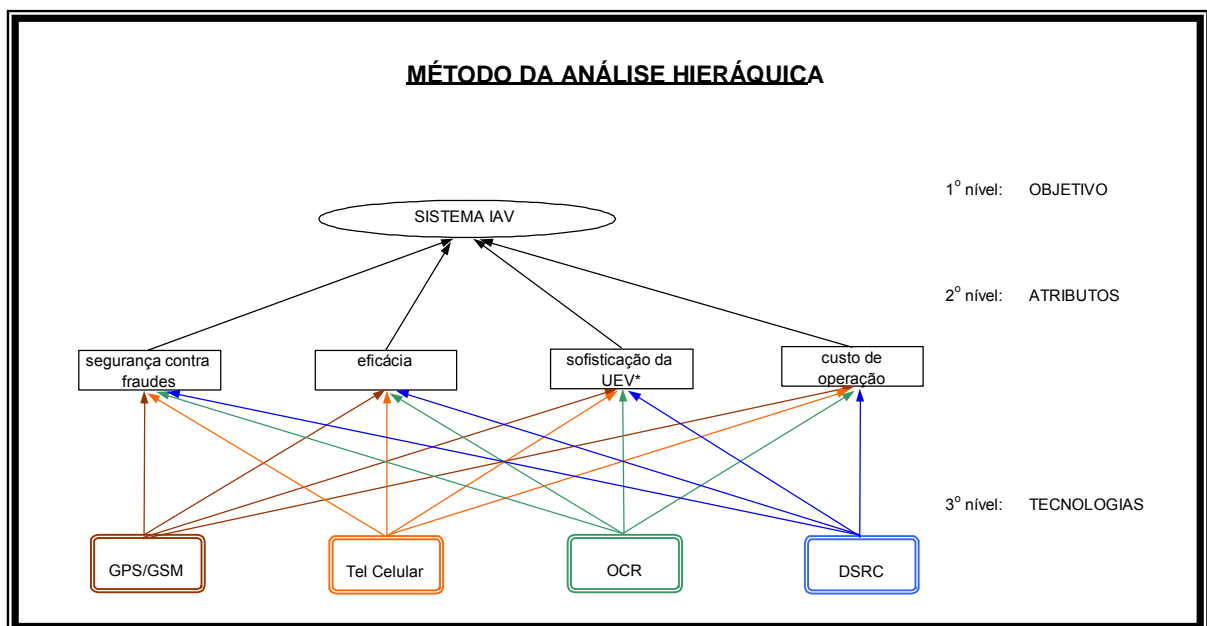 MÉTODO DA ANÁLISE HIERÁQUICA
1º nível: OBJETIVO
SISTEMA IAV
2º nível: ATRIBUTOS
segurança contra
fraudes
eficácia
sofisticação da
UEV*
custo de
operação
3º nível: TECNOLOGIAS
GPS/GSM
Tel Celular
OCR
DSRC